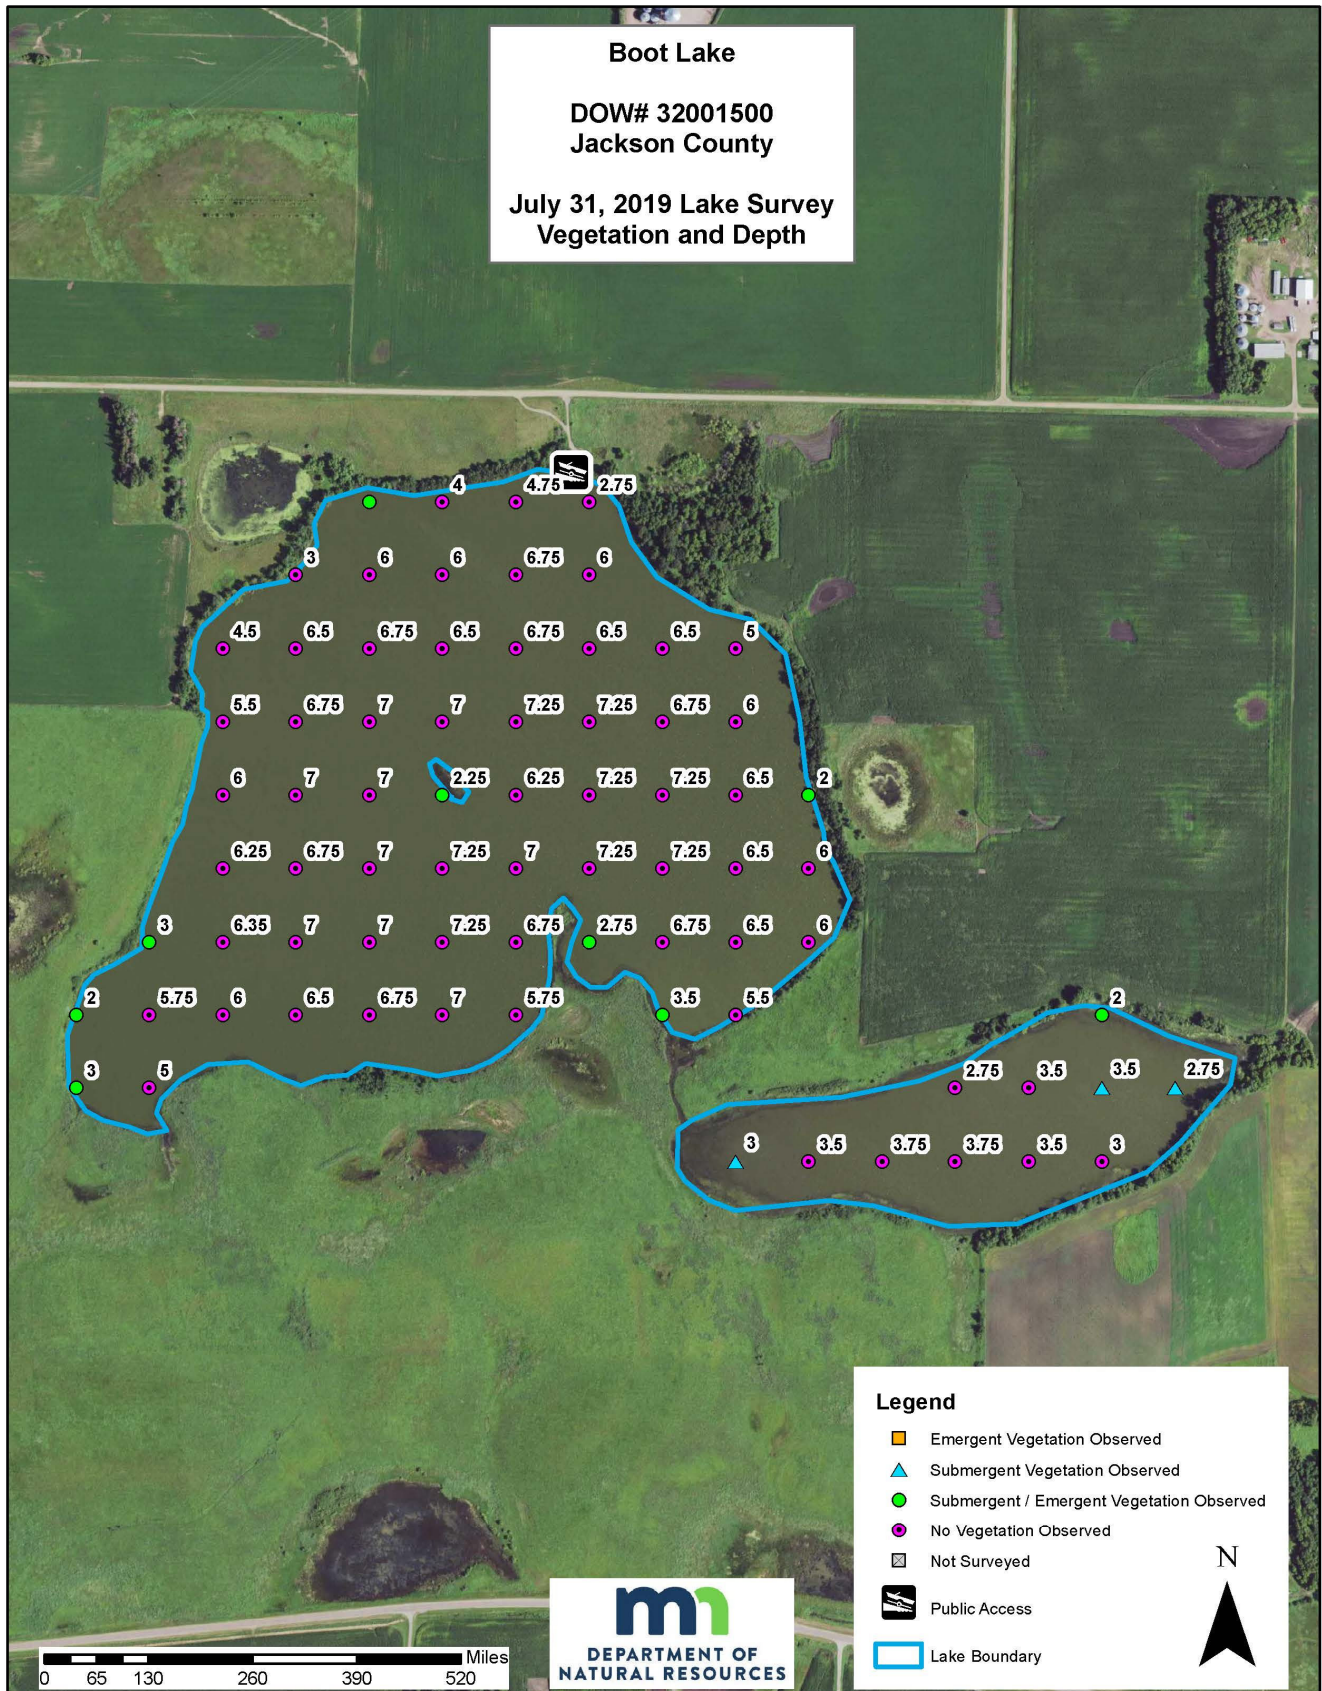 Boot Lake
DOW# 32001500
Jackson County
July 31, 2019 Lake Survey
Vegetation and Depth
4 4.75 2.75
3 6 6 6.75 6
4.5 6.5 6.75 6.5 6.75 6.5 6.5 5
5.5 6.75 7 7 7.25 7.25 6.75 6
6 7 7 2.25 6.25 7.25 7.25 6.5 2
6.25 6.75 7 7.25 7 7.25 7.25 6.5 6
3 6.35 7 7 7.25 6.75 2.75 6.75 6.5 6
2 5.75 6 6.5 6.75 7 5.75 3.5 5.5 2
3 5 2.75 3.5 3.5 2.75
3 3.5 3.75 3.75 3.5 3
Legend
Emergent Vegetation Observed
Submergent Vegetation Observed
Submergent / Emergent Vegetation Observed
No Vegetation Observed
Not Surveyed
Public Access
Lake Boundary
N
Miles
0 65 130 260 390 520
mn
DEPARTMENT OF
NATURAL RESOURCES